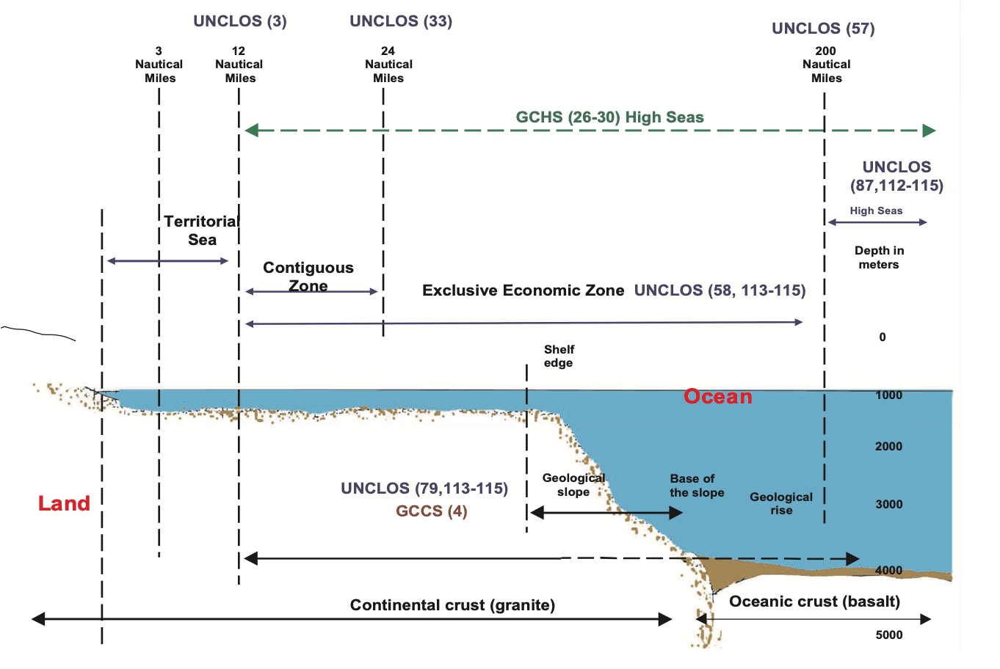 UNCLOS (3)
UNCLOS (33)
UNCLOS (57)
3
Nautical
Miles
12
Nautical
Miles
24
Nautical
Miles
200
Nautical
Miles
GCHS (26-30) High Seas
UNCLOS
(87,112-115)
High Seas
Territorial
Sea
Depth in
meters
Contiguous
Zone
Exclusive Economic Zone UNCLOS (58, 113-115)
0
Shelf
edge
Ocean
1000
2000
Geological
slope
Base of
the slope
UNCLOS (79,113-115)
GCCS (4)
Land
Geological
rise
3000
4000
Continental crust (granite)
Oceanic crust (basalt)
5000